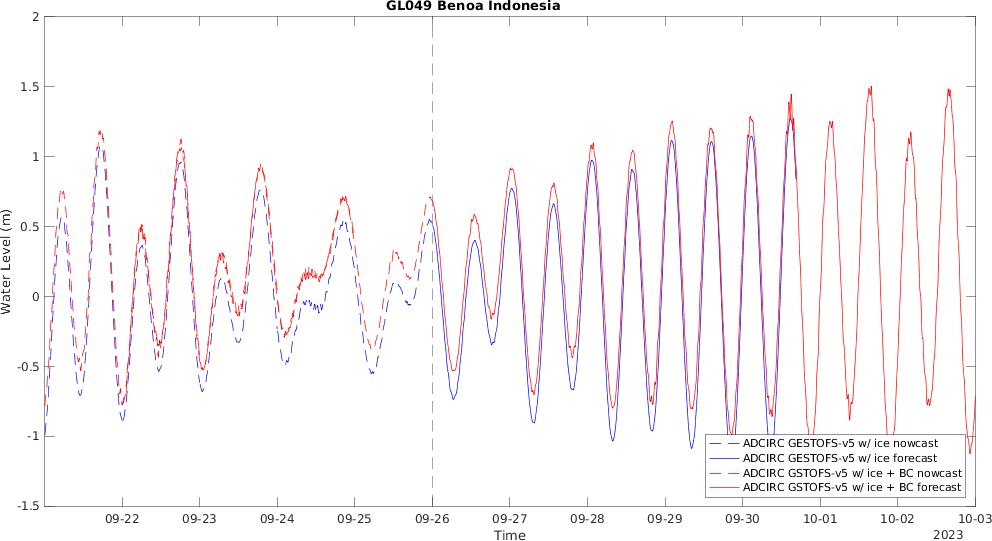 GL049 Benoa Indonesia
2
1.5
1
0.5
0
-0.5
-1
-1.5
Water Level (m)
ADCIRC GESTOFS-v5 w/ ice nowcast
ADCIRC GESTOFS-v5 w/ ice forecast
ADCIRC GSTOFS-v5 w/ ice + BC nowcast
ADCIRC GSTOFS-v5 w/ ice + BC forecast
09-22 09-23 09-24 09-25 09-26 09-27 09-28 09-29 09-30 10-01 10-02 10-03
Time
2023